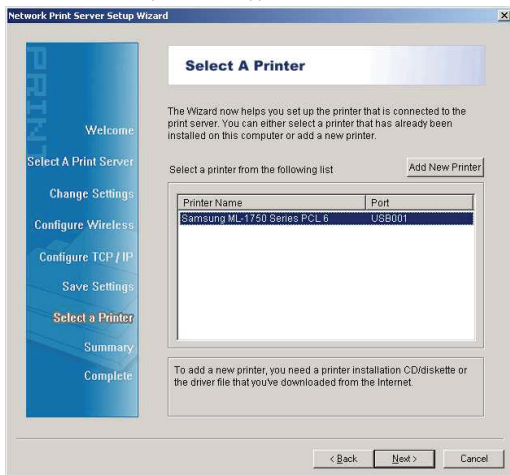 Network Print Server Setup Wizard
PRINT
Welcome
Select A Print Server
Change Settings
Configure Wireless
Configure TCP / IP
Save Settings
Select a Printer
Summary
Complete
Select A Printer
The Wizard now helps you set up the printer that is connected to the
print server. You can either select a printer that has already been
installed on this computer or add a new printer.
Select a printer from the following list
Add New Printer
Printer Name Port
Samsung ML-1750 Series PCL 6 USB001
To add a new printer, you need a printer installation CD/diskette or
the driver file that you've downloaded from the Internet.
< Back Next > Cancel